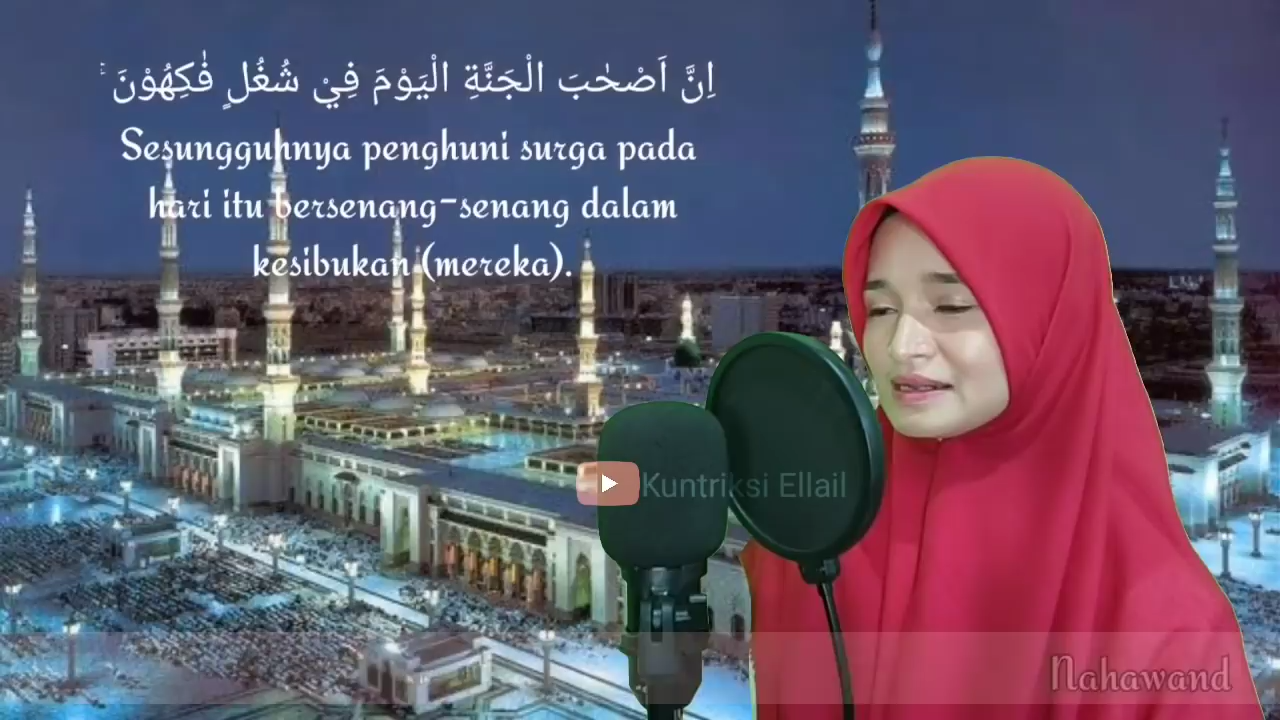 اِنَّ اَصْحٰبَ الْجَنَّةِ الْيَوْمَ فِيْ شُغُلٍ فٰكِهُوْنَ ۚ
Sesungguhnya penghuni surga pada
hari itu bersenang-senang dalam
kesibukan (mereka).
Kuntriksi Ellail
Nahawand